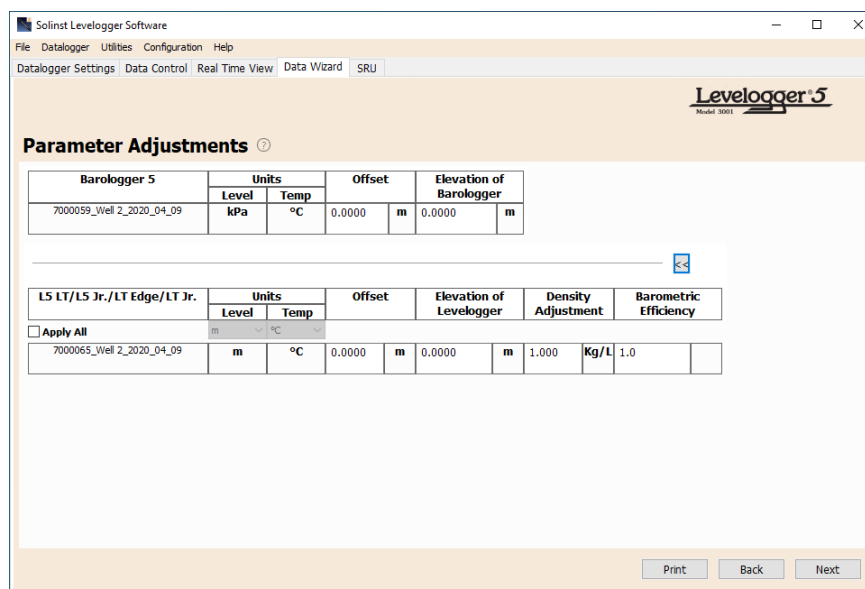 Solinst Levelogger Software
File Datalogger Utilities Configuration Help
Datalogger Settings Data Control Real Time View Data Wizard SRU
Levelogger 5
Model 3001
Parameter Adjustments ?
Barologger 5 Units Offset Elevation of Barologger
Level Temp
7000059_Well 2_2020_04_09 kPa °C 0.0000 m 0.0000 m
<<
L5 LT/L5 Jr./LT Edge/LT Jr. Units Offset Elevation of Levelogger Density Adjustment Barometric Efficiency
Level Temp
Apply All m °C
7000065_Well 2_2020_04_09 m °C 0.0000 m 0.0000 m 1.000 Kg/L 1.0
Print Back Next